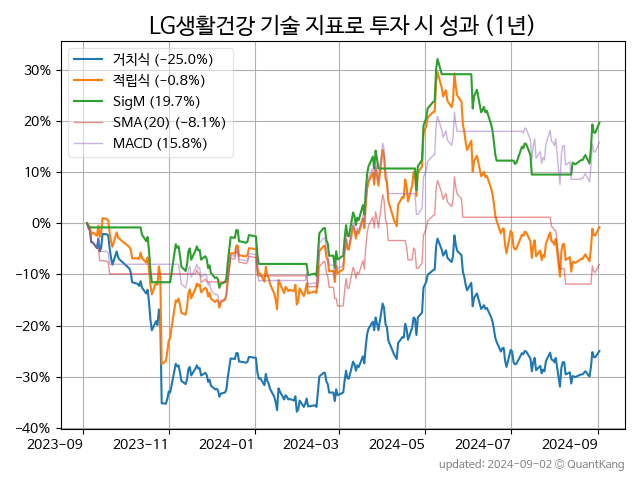 LG생활건강 기술 지표로 투자 시 성과 (1년)
거치식 (−25.0%)
적립식 (−0.8%)
SigM (19.7%)
SMA(20) (−8.1%)
MACD (15.8%)
30%
20%
10%
0%
−10%
−20%
−30%
−40%
2023-09 2023-11 2024-01 2024-03 2024-05 2024-07 2024-09
updated: 2024-09-02 © QuantKang